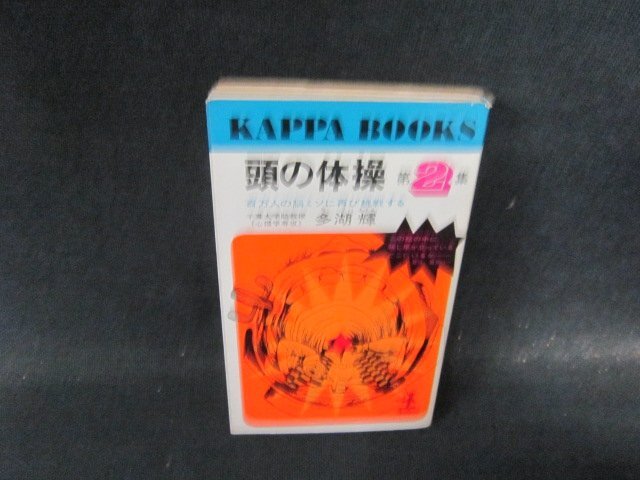 KAPPA BOOKS
頭の体操 第2集
百万人の脳ミソに再び挑戦する
千葉大学助教授
(心理学専攻)
多湖輝